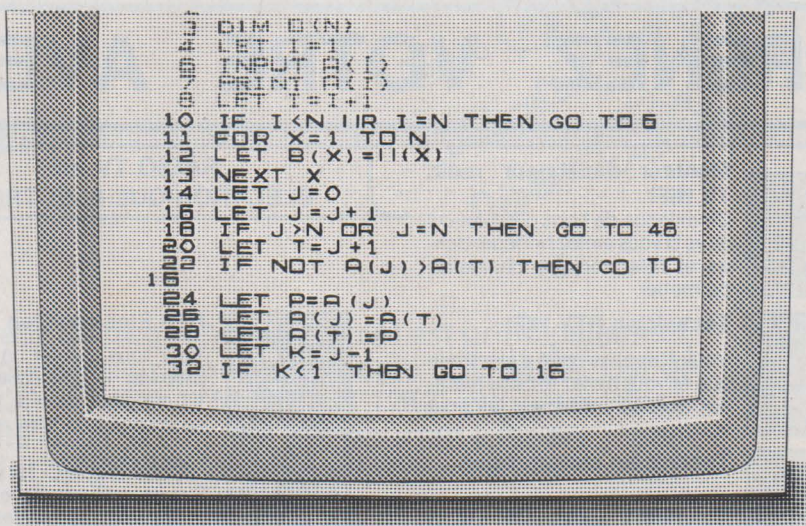 3 DIM B(N)
4 LET I=1
6 INPUT A(I)
7 PRINT A(I)
8 LET I=I+1
10 IF I<N OR I=N THEN GO TO 6
11 FOR X=1 TO N
12 LET B(X)=A(X)
13 NEXT X
14 LET J=0
16 LET J=J+1
18 IF J>N OR J=N THEN GO TO 48
20 LET T=J+1
22 IF NOT A(J)>A(T) THEN GO TO
16
24 LET P=A(J)
26 LET A(J)=A(T)
28 LET A(T)=P
30 LET K=J-1
32 IF K<1 THEN GO TO 16